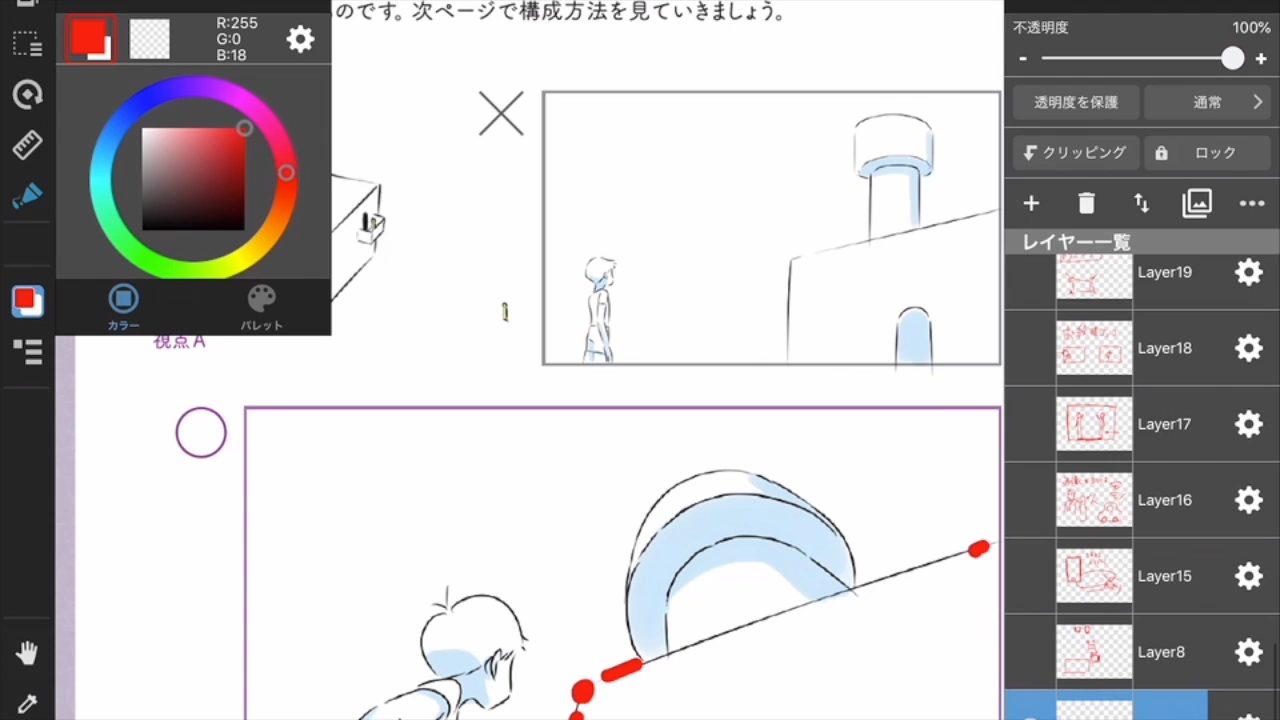 のです。次ページで構成方法を見ていきましょう。
R:255
G:0
B:18
カラー
パレット
視点A
不透明度
100%
透明度を保護
通常
クリッピング
ロック
レイヤー一覧
Layer19
Layer18
Layer17
Layer16
Layer15
Layer8